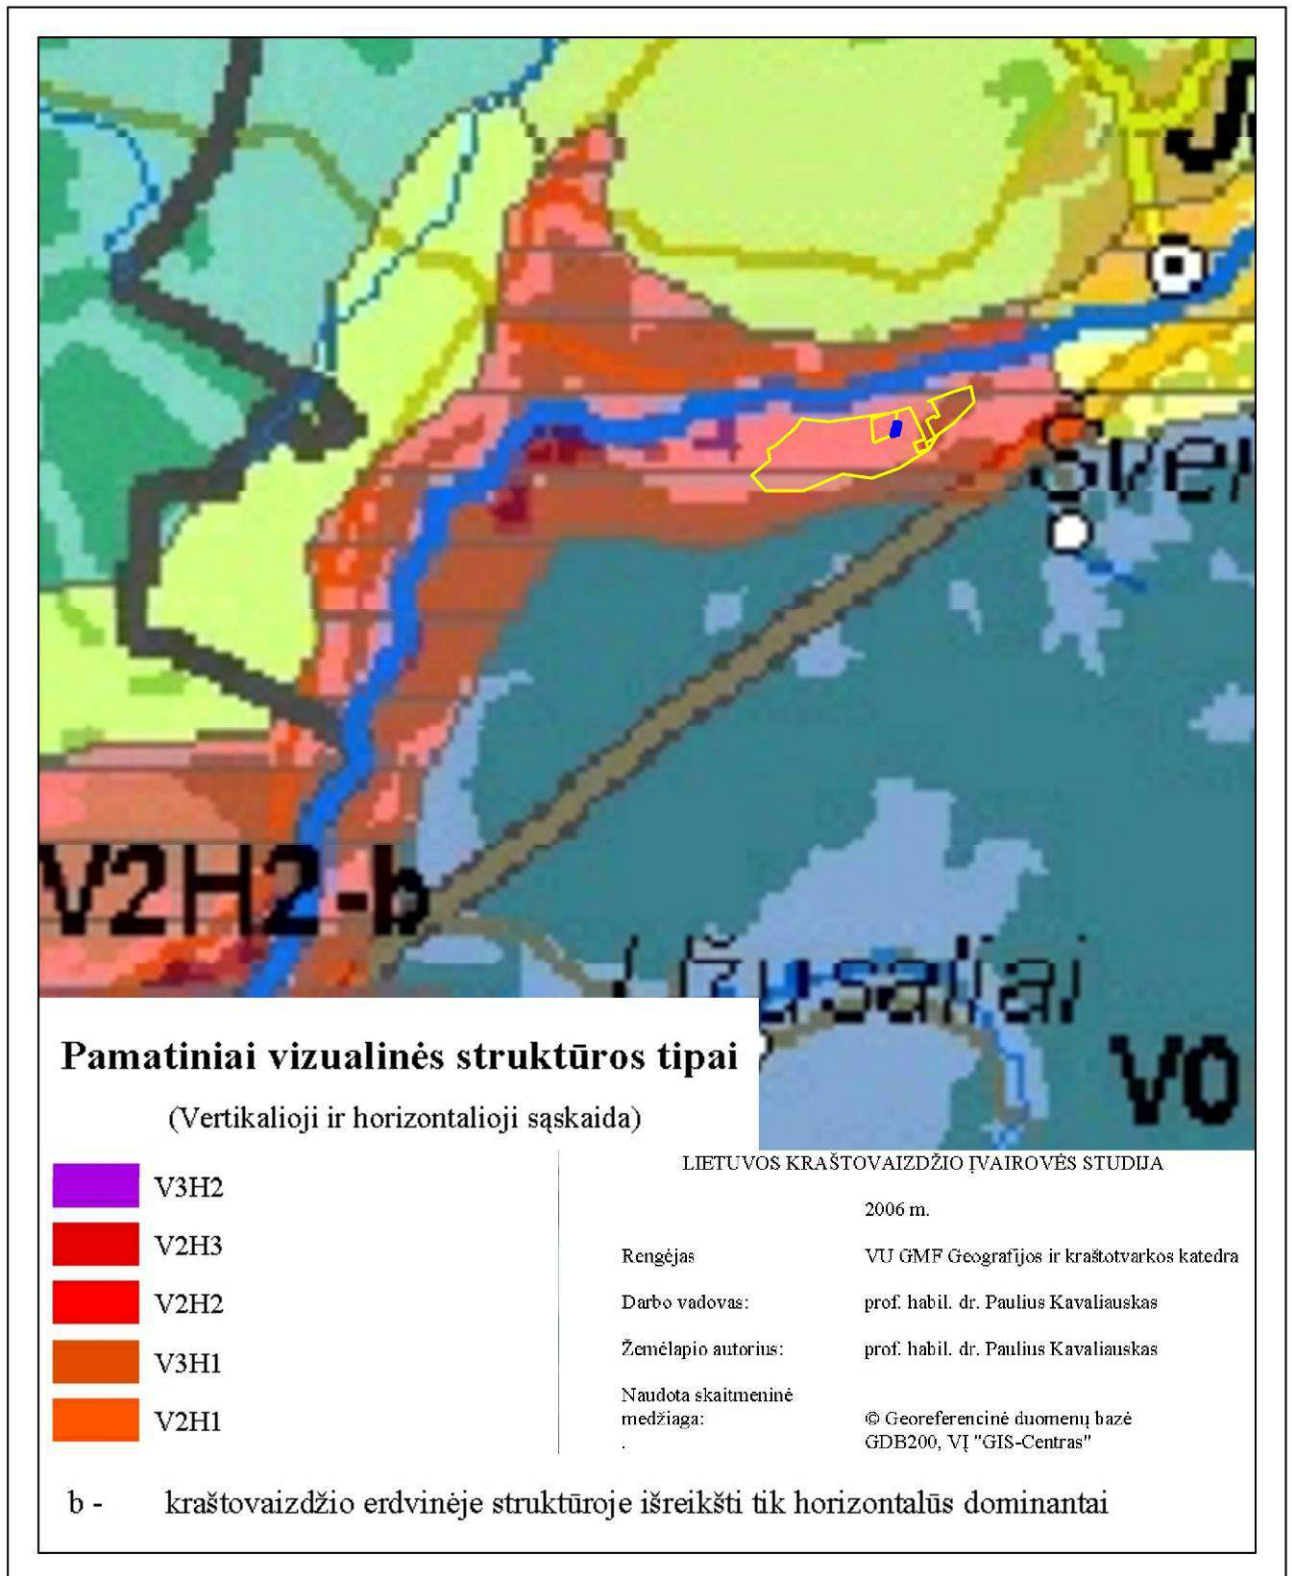 V2H2-b
V0
Pamatiniai vizualinės struktūros tipai
(Vertikalioji ir horizontalioji sąskaida)
V3H2
V2H3
V2H2
V3H1
V2H1
LIETUVOS KRAŠTOVAIZDŽIO ĮVAIROVĖS STUDIJA
2006 m.
Rengėjas VU GMF Geografijos ir kraštotvarkos katedra
Darbo vadovas: prof. habil. dr. Paulius Kavaliauskas
Žemėlapio autorius: prof. habil. dr. Paulius Kavaliauskas
Naudota skaitmeninė
medžiaga: © Georeferencinė duomenų bazė
. GDB200, VĮ "GIS-Centras"
b - kraštovaizdžio erdvinėje struktūroje išreikšti tik horizontalūs dominantai